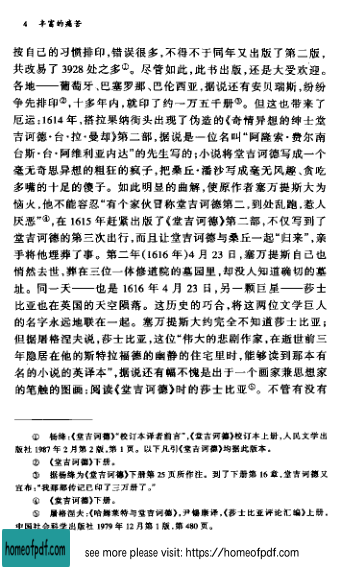 4 丰富的痛苦
按自己的习惯排印,错误很多,不得不于同年又出版了第二版,
共改易了 3928 处之多①。尽管如此,此书出版,还是大受欢迎。
各地——葡萄牙、巴塞罗那、巴伦西亚,据说还有安贝瑞斯,纷纷
争先排印②,十多年内,就印了约一万五千册③。但这也带来了
厄运:1614 年,塔拉果纳街头出现了伪造的《奇情异想的绅士堂
吉诃德·台·拉·曼却》第二部,据说是一位名叫“阿隆索·费尔南
台斯·台·阿维利亚内达”的先生写的;小说将堂吉诃德写成一个
毫无奇思异想的粗狂的疯子,把桑丘·潘沙写成毫无风趣、贪吃
多嘴的十足的傻子。如此明显的曲解,使原作者塞万提斯大为
恼火,他不能容忍“有个家伙冒称堂吉诃德第二,到处乱跑,惹人
厌恶”④,在 1615 年赶紧出版了《堂吉诃德》第二部,不仅写到了
堂吉诃德的第三次出行,而且让堂吉诃德与桑丘一起“归来”,亲
手将他埋葬了事。第二年(1616 年)4 月 23 日,塞万提斯自己也
悄然去世,葬在三位一体修道院的墓园里,却没人知道确切的墓
址。同一天——也是 1616 年 4 月 23 日,另一颗巨星——莎士
比亚也在英国的天空陨落。这历史的巧合,将这两位文学巨人
的名字永远地联在一起。塞万提斯大约完全不知道莎士比亚;
但据屠格涅夫说,莎士比亚,这位“伟大的悲剧作家,在逝世前三
年隐居在他的斯特拉福德的幽静的住宅里时,能够读到那本有
名的小说的英译本”,据说还有幅不愧是出于一个画家兼思想家
的笔触的图画:阅读《堂吉诃德》时的莎士比亚⑤。不管有没有
① 杨绛:《堂吉诃德》“校订本译者前言”,《堂吉诃德》校订本上册,人民文学出
版社 1987 年 2 月第 2 版,第 1 页。以下凡引《堂吉诃德》均据此版本。
② 《堂吉诃德》下册。
③ 据杨绛为《堂吉诃德》下册第 25 页所作注。到了下册第 16 章,堂吉诃德又
宣布:“我那部传记已印了三万册了。”
④ 《堂吉诃德》下册。
⑤ 屠格涅夫:《哈姆莱特与堂吉诃德》,尹锡康译,《莎士比亚评论汇编》上册,
中国社会科学出版社 1979 年 12 月第 1 版,第 480 页。
homeofpdf.com
see more please visit: https://homeofpdf.com